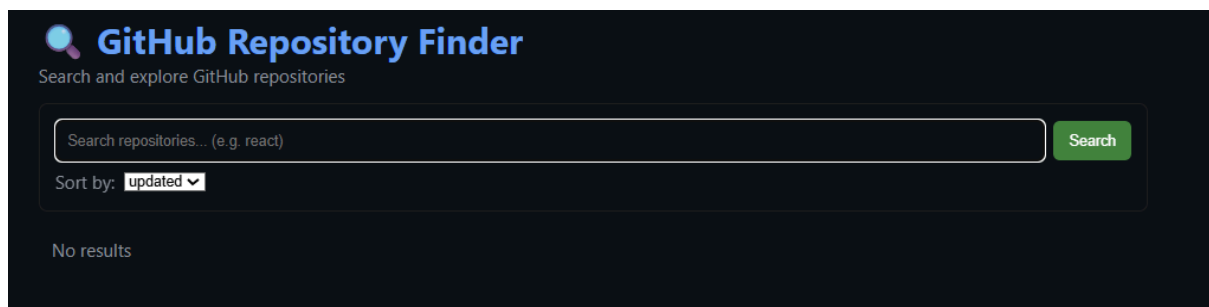 GitHub Repository Finder
Search and explore GitHub repositories
Search repositories... (e.g. react)
Search
Sort by: updated
No results